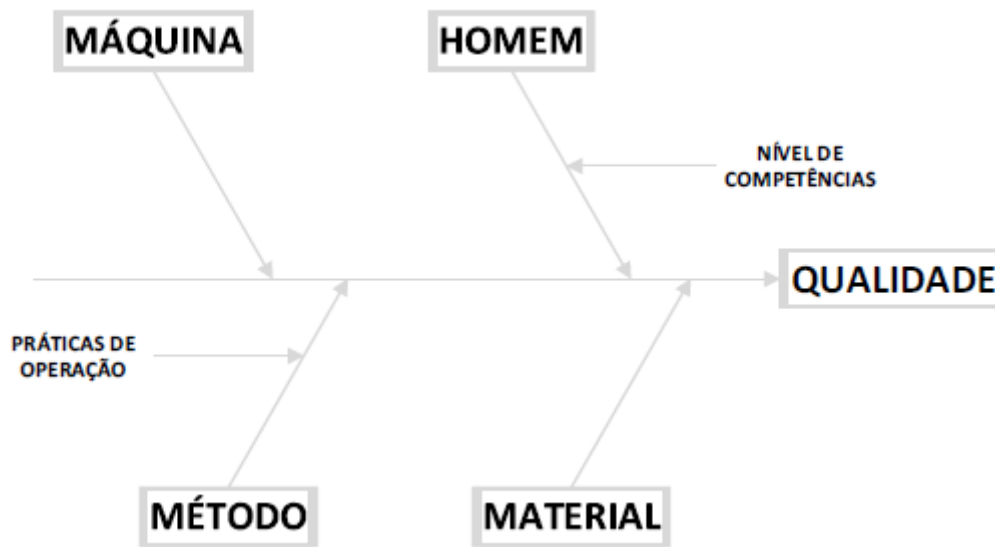 MÁQUINA
HOMEM
NÍVEL DE
COMPETÊNCIAS
QUALIDADE
PRÁTICAS DE
OPERAÇÃO
MÉTODO
MATERIAL